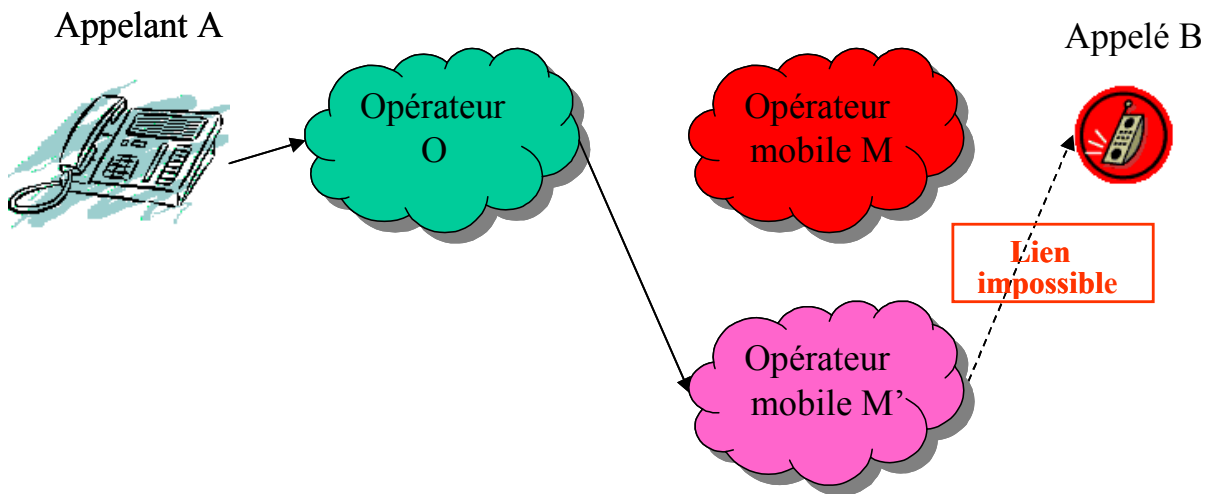 Appelant A
Appelé B
Opérateur
O
Opérateur
mobile M
Lien
impossible
Opérateur
mobile M’